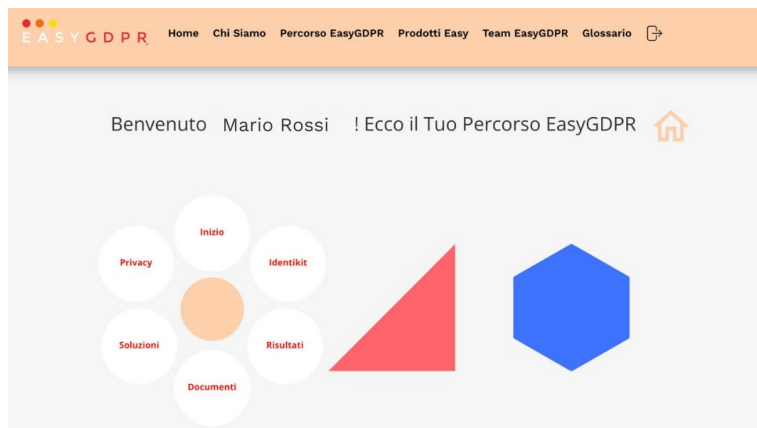 EASYGDPR Home Chi Siamo Percorso EasyGDPR Prodotti Easy Team EasyGDPR Glossario
Benvenuto Mario Rossi ! Ecco il Tuo Percorso EasyGDPR
Inizio
Privacy
Identikit
Soluzioni
Risultati
Documenti